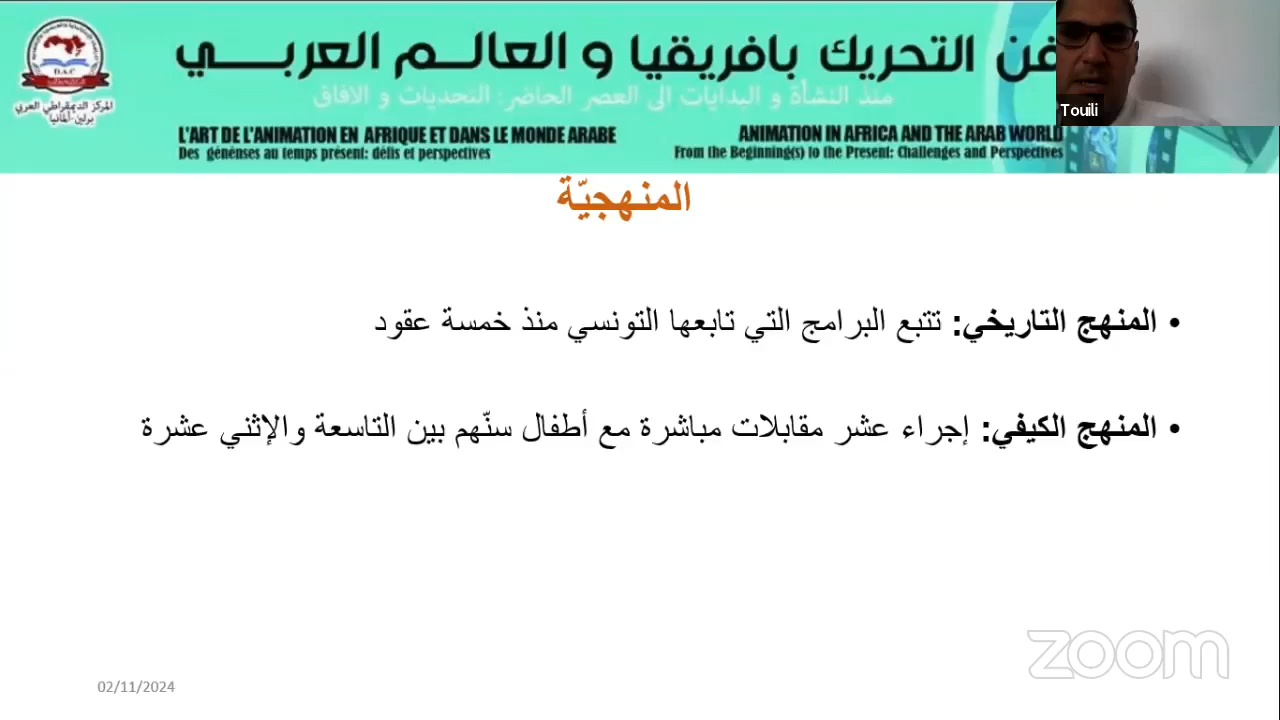 فن التحريك بافريقيا و العالم العربي
منذ النشأة و البدايات الى العصر الحاضر: التحديات و الافاق
L'ART DE L'ANIMATION EN AFRIQUE ET DANS LE MONDE ARABE
Des génénses au temps présent: délis et perspectives
ANIMATION IN AFRICA AND THE ARAB WORLD
From the Beginning(s) to the Present: Challenges and Perspectives
D.A.C
المركز الديمقراطي العربي
برلين-ألمانيا
Touili
المنهجيّة
• المنهج التاريخي: تتبع البرامج التي تابعها التونسي منذ خمسة عقود
• المنهج الكيفي: إجراء عشر مقابلات مباشرة مع أطفال سنّهم بين التاسعة والإثني عشرة
zoom
02/11/2024